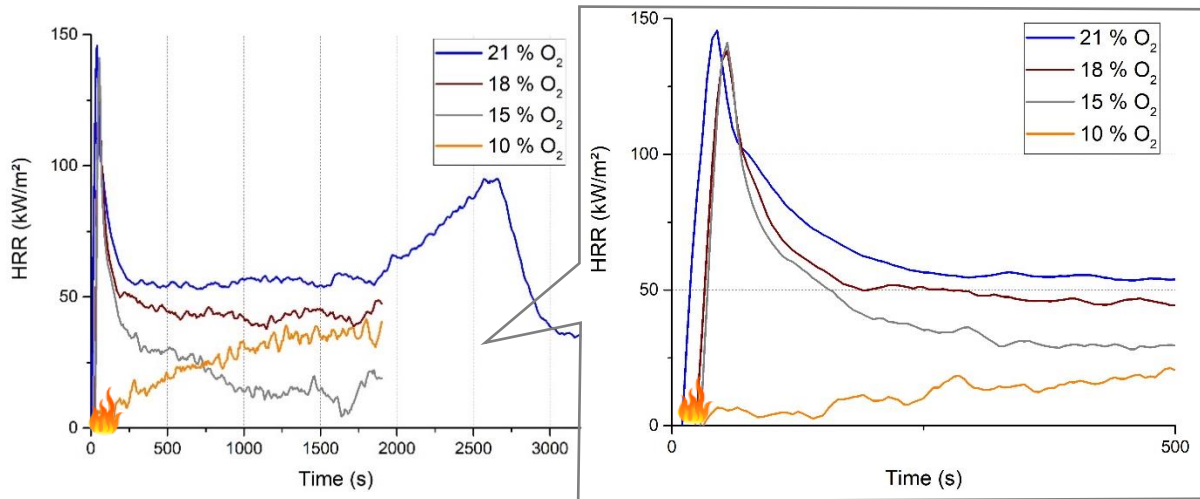 150
100
50
0
HRR (kW/m²)
0 500 1000 1500 2000 2500 3000
Time (s)
21 % O₂
18 % O₂
15 % O₂
10 % O₂
150
100
50
0
HRR (kW/m²)
0 500
Time (s)
21 % O₂
18 % O₂
15 % O₂
10 % O₂